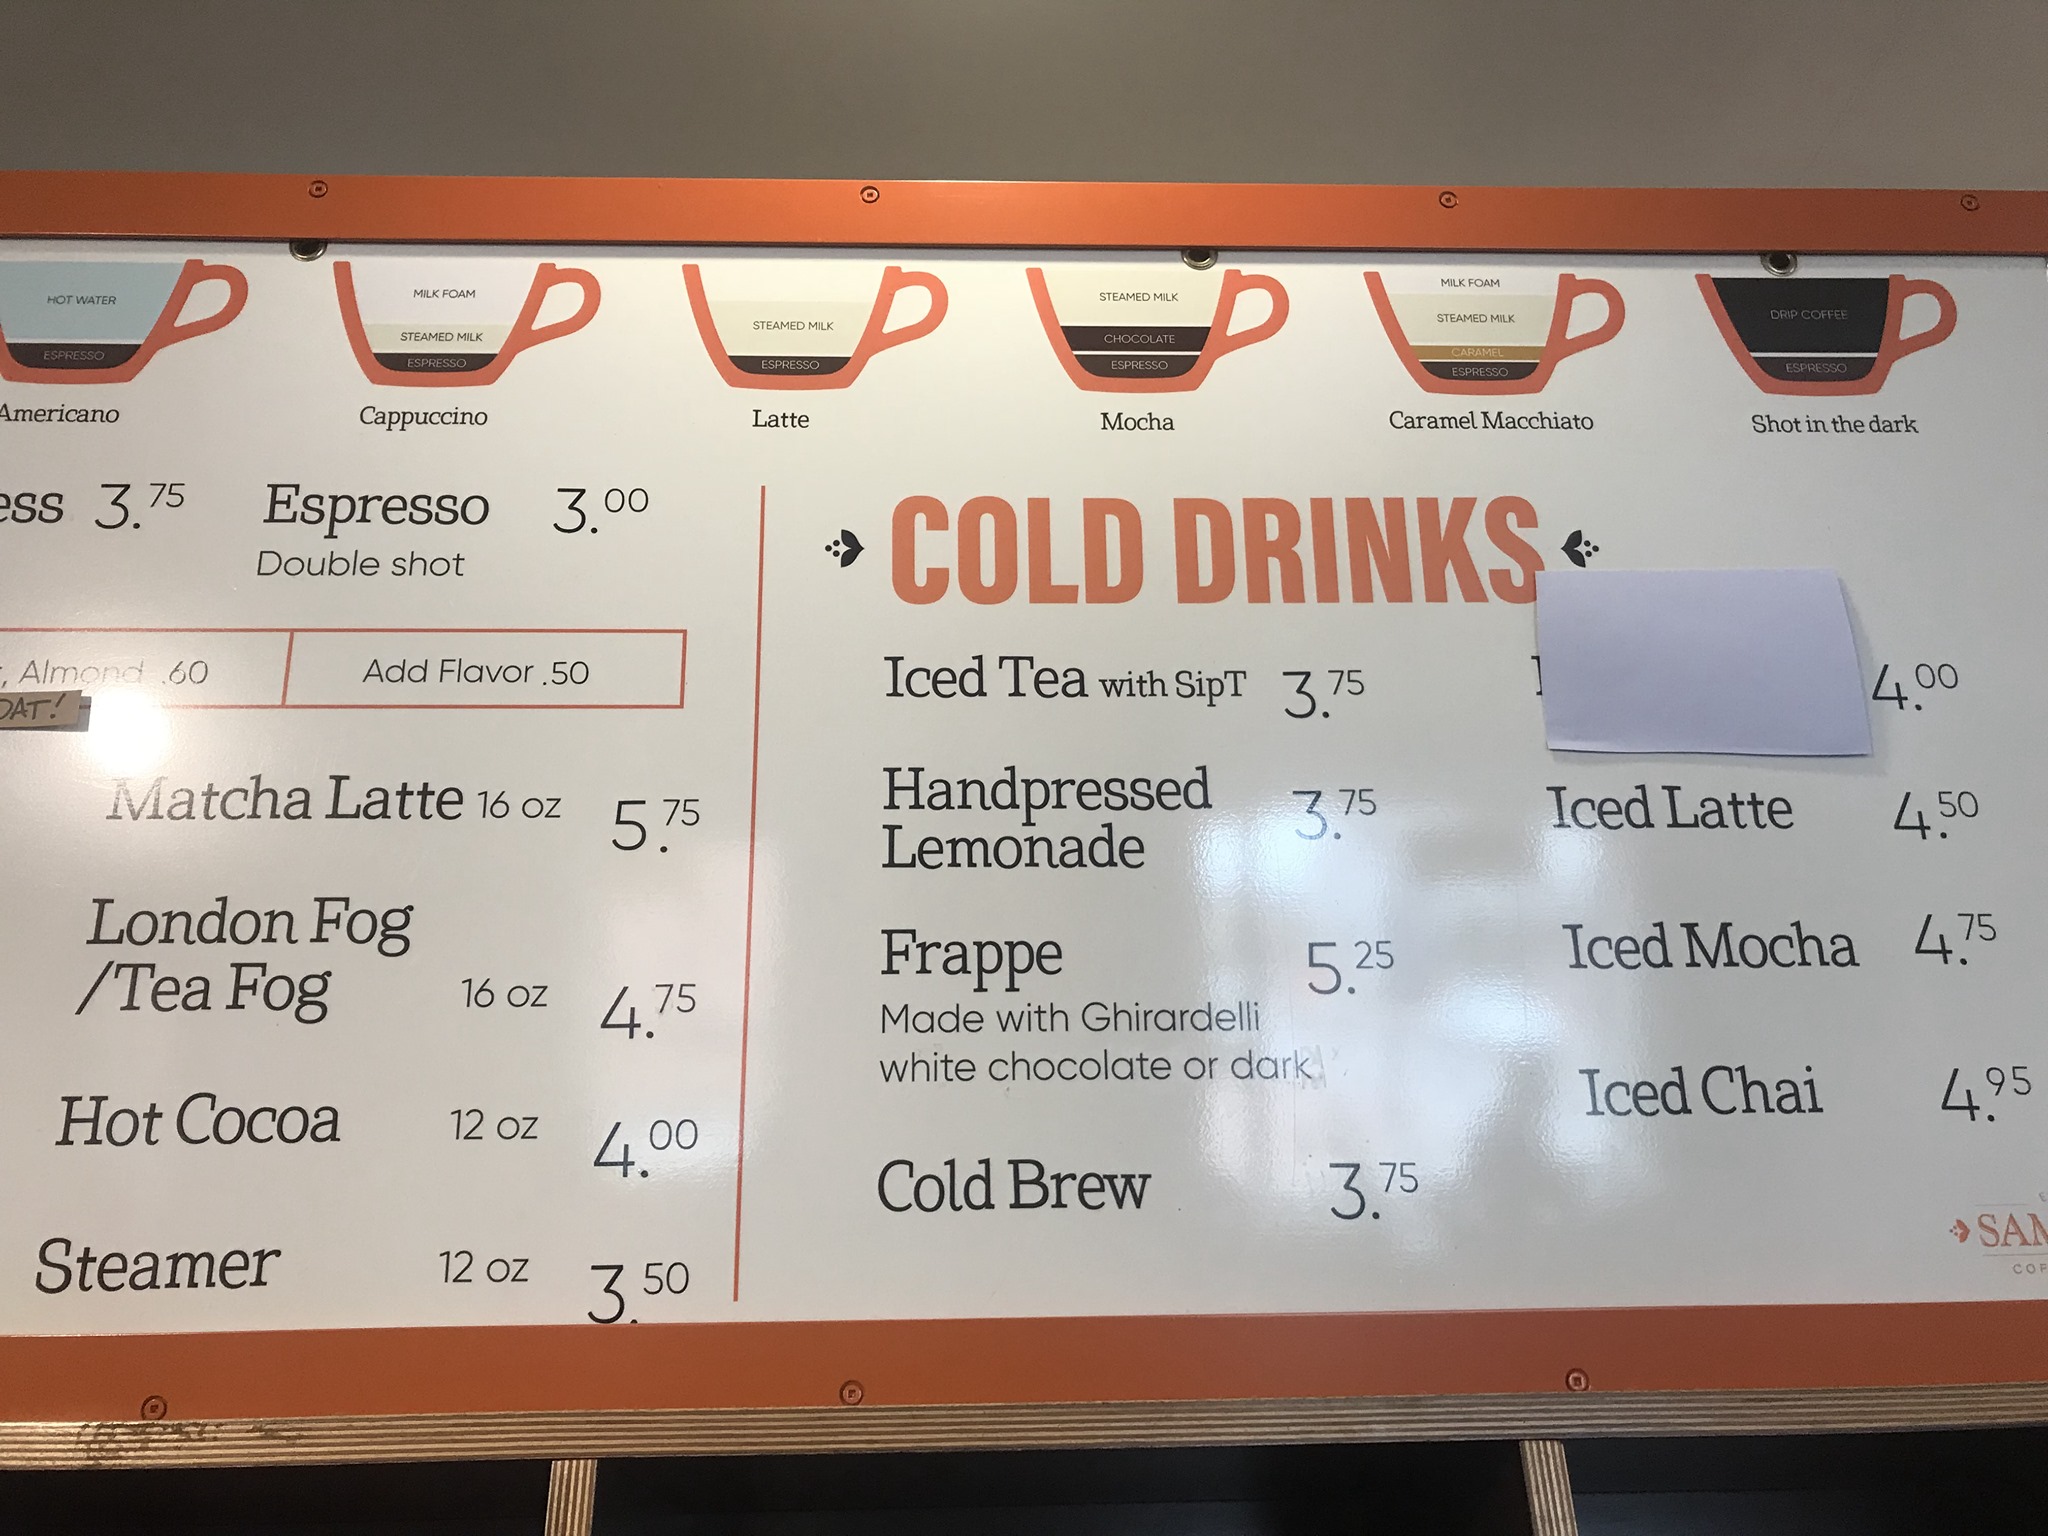 HOT WATER
ESPRESSO
Americano
MILK FOAM
STEAMED MILK
ESPRESSO
Cappuccino
STEAMED MILK
ESPRESSO
Latte
STEAMED MILK
CHOCOLATE
ESPRESSO
Mocha
MILK FOAM
STEAMED MILK
CARAMEL
ESPRESSO
Caramel Macchiato
DRIP COFFEE
ESPRESSO
Shot in the dark
ess 3.75
Espresso 3.00
Double shot
, Almond .60
Add Flavor .50
OAT!
Matcha Latte 16 oz 5.75
London Fog
/Tea Fog 16 oz 4.75
Hot Cocoa 12 oz 4.00
Steamer 12 oz 3.50
COLD DRINKS
Iced Tea with SipT 3.75
Handpressed
Lemonade 3.75
Frappe 5.25
Made with Ghirardelli
white chocolate or dark
Cold Brew 3.75
4.00
Iced Latte 4.50
Iced Mocha 4.75
Iced Chai 4.95
SAM
COF